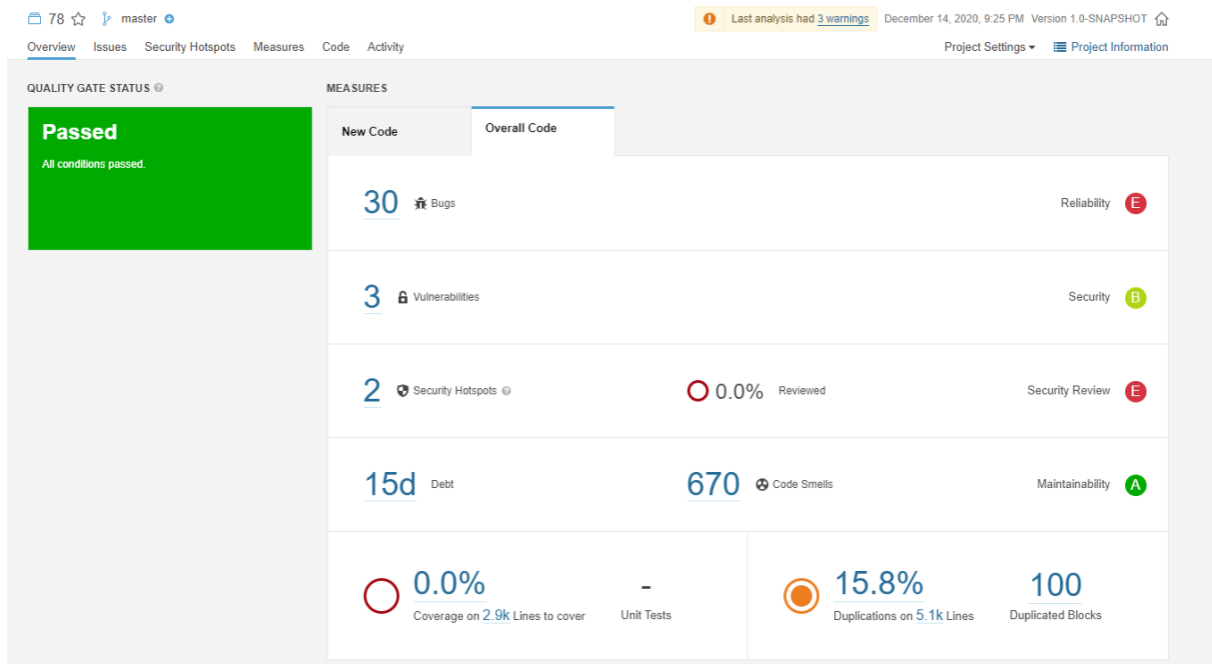 78 master Last analysis had 3 warnings December 14, 2020, 9:25 PM Version 1.0-SNAPSHOT
Overview Issues Security Hotspots Measures Code Activity Project Settings Project Information
QUALITY GATE STATUS ? MEASURES
Passed
All conditions passed.
New Code Overall Code
30 Bugs Reliability E
3 Vulnerabilities Security B
2 Security Hotspots ? 0.0% Reviewed Security Review E
15d Debt 670 Code Smells Maintainability A
0.0% - 15.8% 100
Coverage on 2.9k Lines to cover Unit Tests Duplications on 5.1k Lines Duplicated Blocks